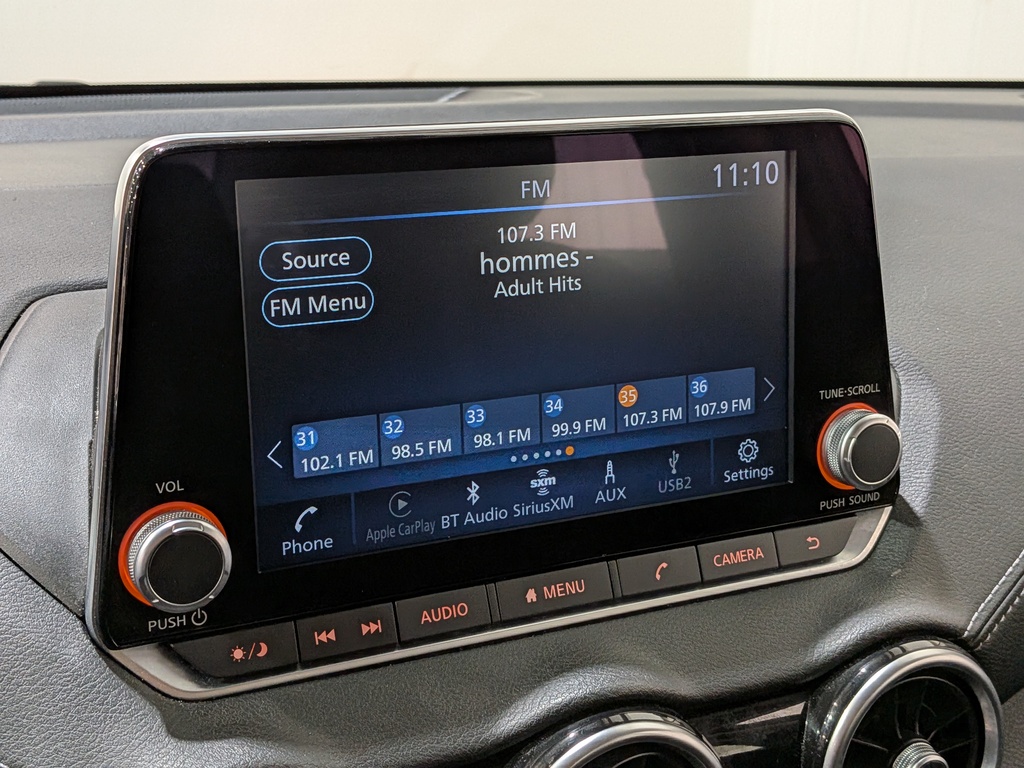 FM
11:10
Source
FM Menu
107.3 FM
hommes -
Adult Hits
31
102.1 FM
32
98.5 FM
33
98.1 FM
34
99.9 FM
35
107.3 FM
36
107.9 FM
Phone
Apple CarPlay
BT Audio
sxm
SiriusXM
AUX
USB2
Settings
VOL
PUSH
TUNE·SCROLL
PUSH SOUND
AUDIO
MENU
CAMERA